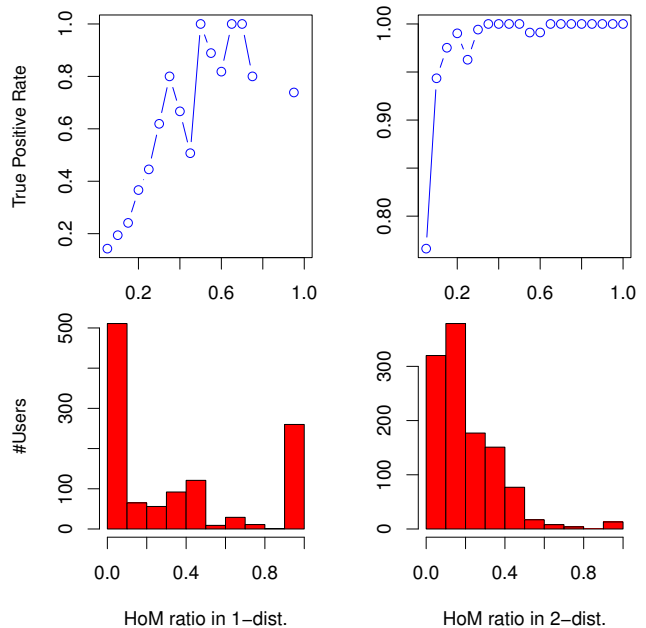 True Positive Rate
0.2 0.4 0.6 0.8 1.0
0.2 0.6 1.0
0.80 0.90 1.00
0.2 0.6 1.0
#Users
0 100 300 500
0.0 0.4 0.8
HoM ratio in 1−dist.
0 100 300
0.0 0.4 0.8
HoM ratio in 2−dist.